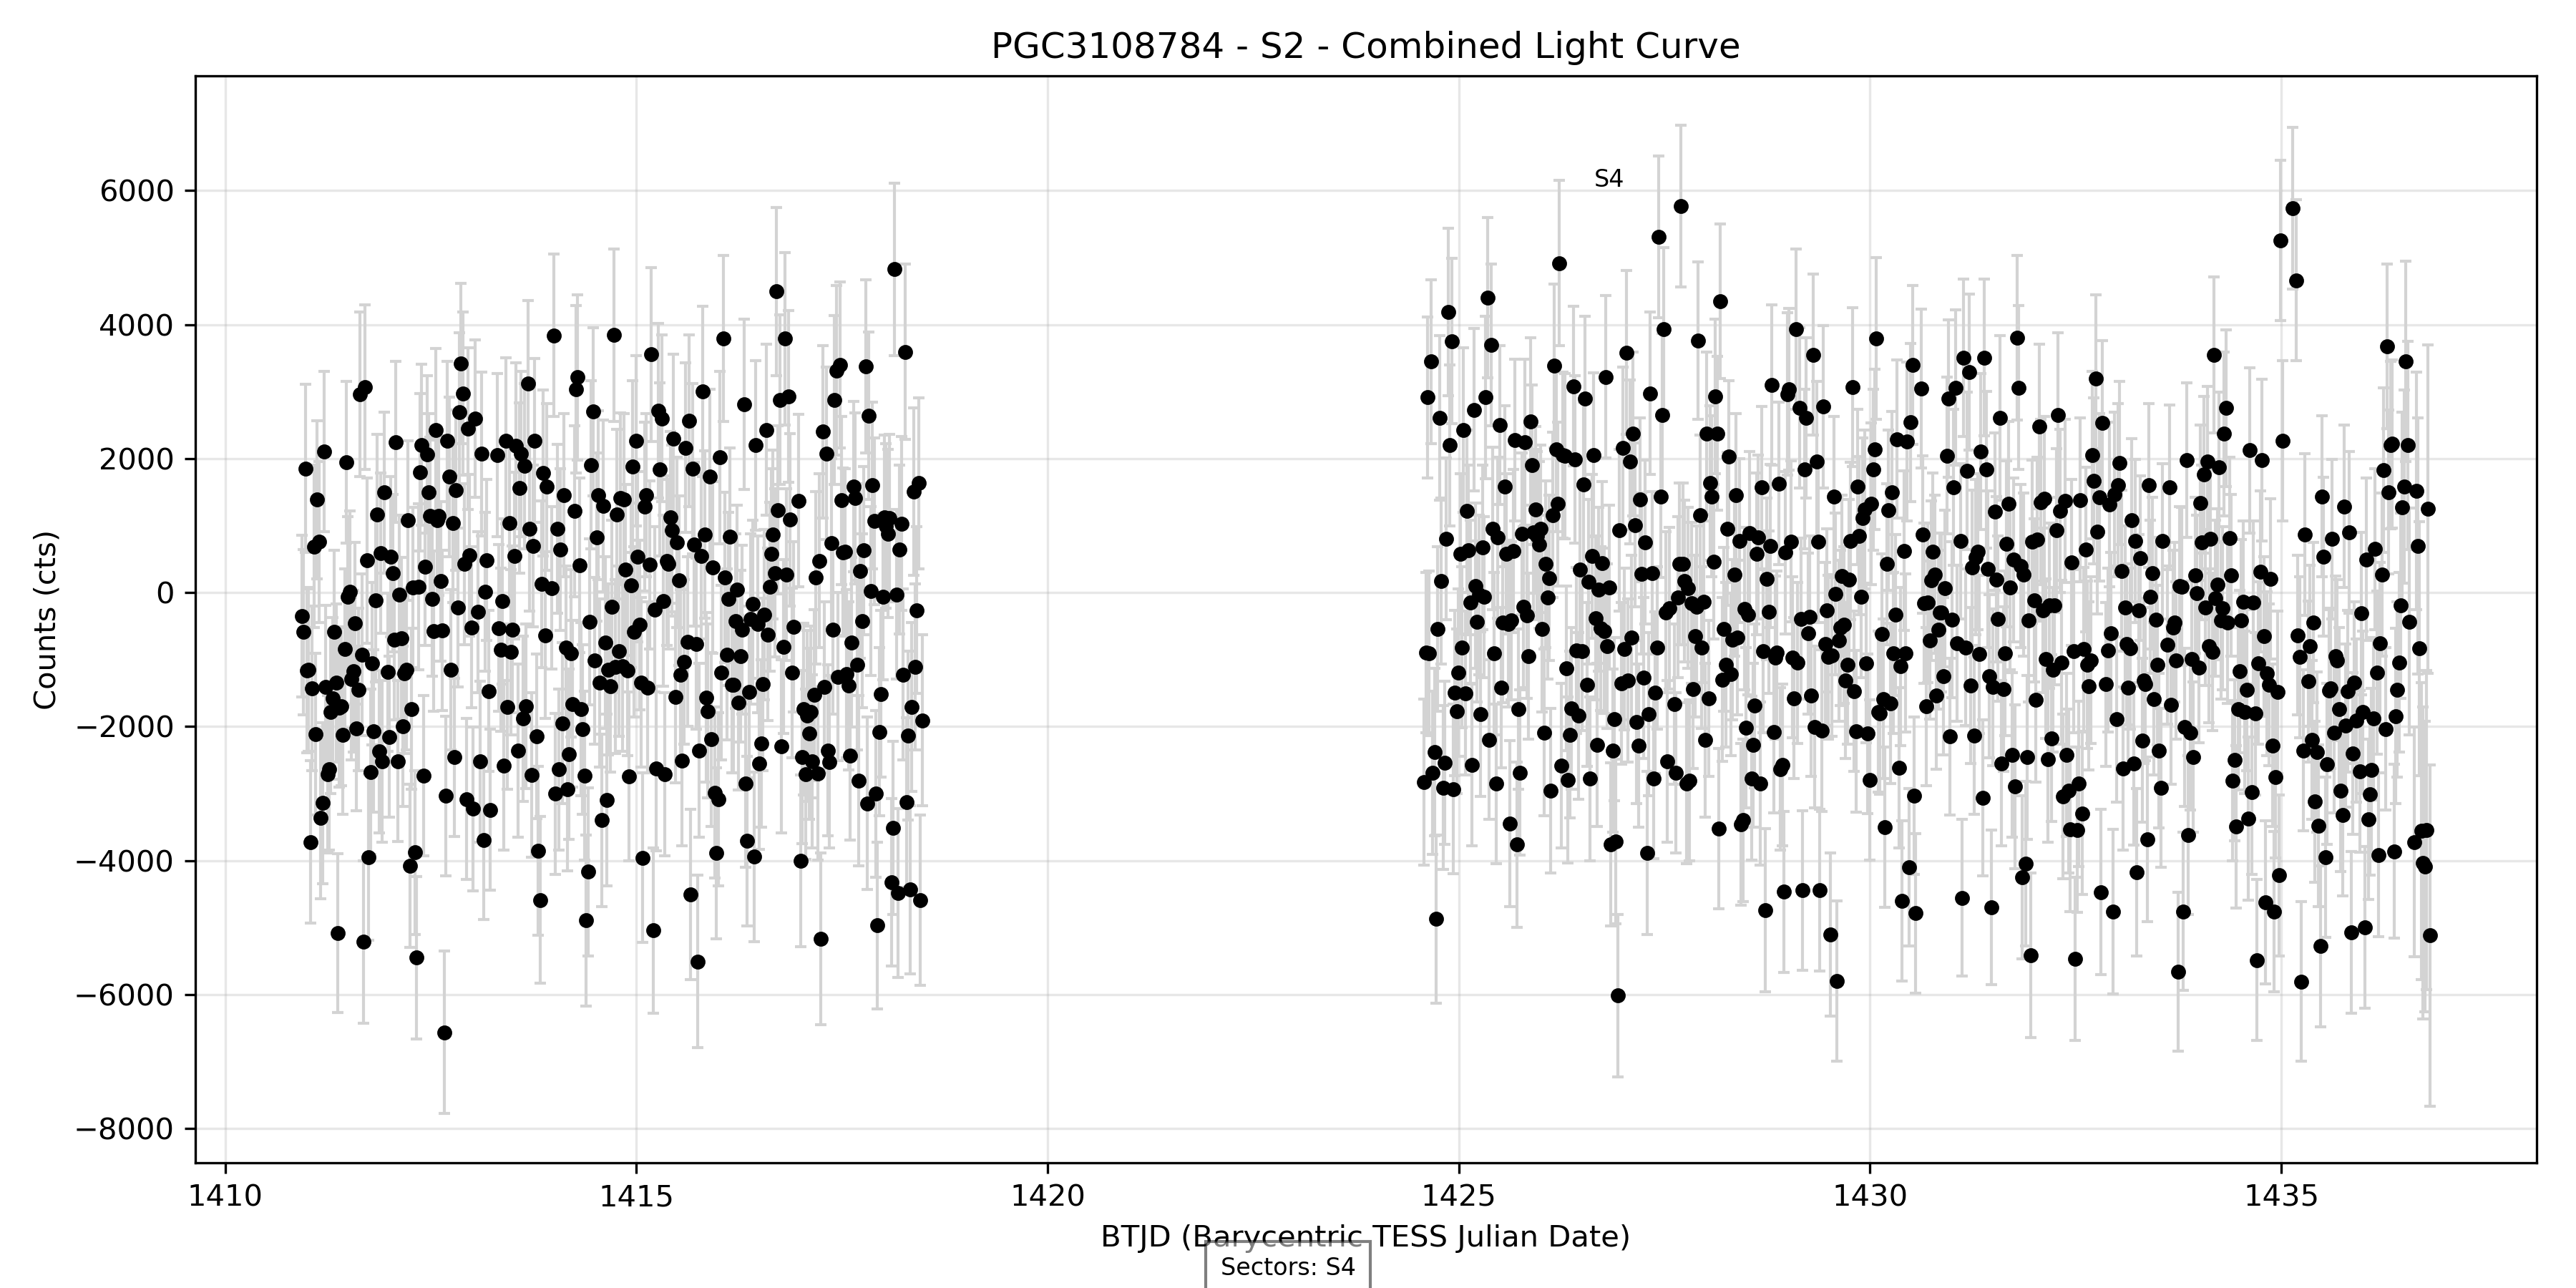 PGC3108784 - S2 - Combined Light Curve
Counts (cts)
6000
4000
2000
0
−2000
−4000
−6000
−8000
S4
1410
1415
1420
1425
1430
1435
BTJD (Barycentric TESS Julian Date)
Sectors: S4